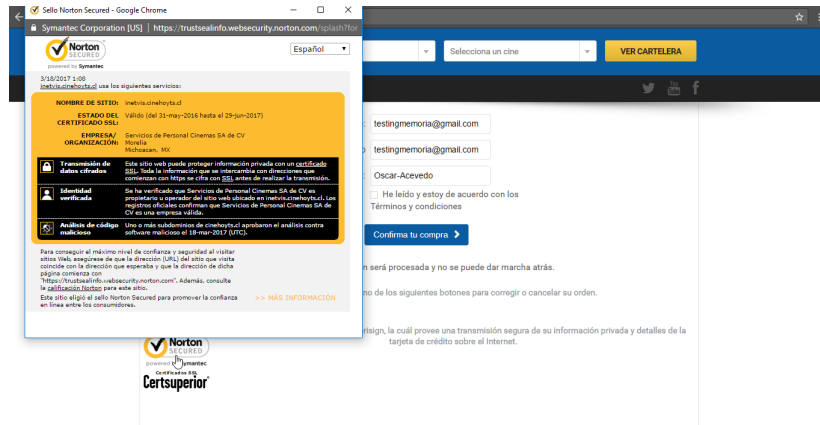 Sello Norton Secured - Google Chrome
Symantec Corporation [US] | https://trustsealinfo.websecurity.norton.com/splash?for
Norton
SECURED
powered by Symantec
Español
3/18/2017 1:08
inetvis.cinehoyts.cl usa los siguientes servicios:
NOMBRE DE SITIO: inetvis.cinehoyts.cl
ESTADO DEL CERTIFICADO SSL: Válido (del 31-may-2016 hasta el 29-jun-2017)
EMPRESA/ ORGANIZACIÓN: Servicios de Personal Cinemas SA de CV
Morelia
Michoacan, MX
Transmisión de datos cifrados
Este sitio web puede proteger información privada con un certificado
SSL. Toda la información que se intercambia con direcciones que
comienzan con https se cifra con SSL antes de realizar la transmisión.
Identidad verificada
Se ha verificado que Servicios de Personal Cinemas SA de CV es
propietario u operador del sitio web ubicado en inetvis.cinehoyts.cl. Los
registros oficiales confirman que Servicios de Personal Cinemas SA de
CV es una empresa válida.
Análisis de código malicioso
Uno o más subdominios de cinehoyts.cl aprobaron el análisis contra
software malicioso el 18-mar-2017 (UTC).
Para conseguir el máximo nivel de confianza y seguridad al visitar
sitios Web, asegúrese de que la dirección (URL) del sitio que visita
coincide con la dirección que esperaba y que la dirección de dicha
página comienza con
"https://trustsealinfo.websecurity.norton.com". Además, consulte
la calificación Norton para este sitio.
Este sitio eligió el sello Norton Secured para promover la confianza
en línea entre los consumidores.
>> MÁS INFORMACIÓN
Selecciona un cine
VER CARTELERA
testingmemoria@gmail.com
testingmemoria@gmail.com
Oscar-Acevedo
He leído y estoy de acuerdo con los
Términos y condiciones
Confirma tu compra
n será procesada y no se puede dar marcha atrás.
no de los siguientes botones para corregir o cancelar su orden.
risign, la cuál provee una transmisión segura de su información privada y detalles de la
tarjeta de crédito sobre el Internet.
Norton
SECURED
powered by Symantec
Certificados SSL
Certsuperior